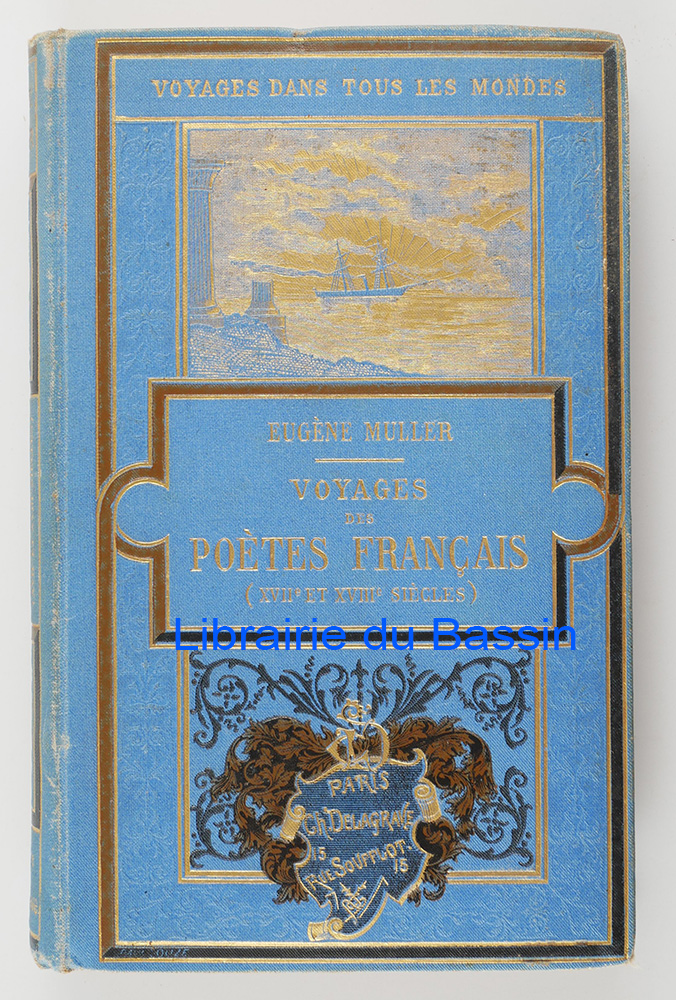 VOYAGES DANS TOUS LES MONDES
EUGÈNE MULLER
VOYAGES
DES
POÈTES FRANÇAIS
(XVIIe ET XVIIIe SIÈCLES)
Librairie du Bassin
PARIS
Ch. DELAGRAVE
15 RUE SOUFFLOT. 15